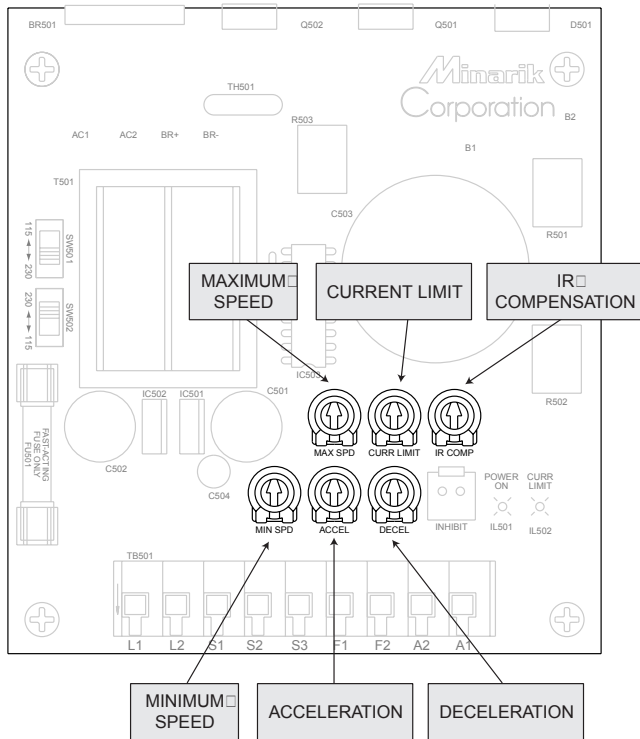 BR501
Q502
Q501
D501
Minarik
Corporation
TH501
R503
B2
AC1
AC2
BR+
BR-
B1
T501
C503
115
230
SW501
R501
230
115
SW502
MAXIMUM
SPEED
CURRENT LIMIT
IR
COMPENSATION
IC503
IC502
IC501
C501
R502
MAX SPD
CURR LIMIT
IR COMP
FAST-ACTING
FUSE ONLY
FU501
C502
C504
POWER
ON
CURR
LIMIT
MIN SPD
ACCEL
DECEL
INHIBIT
IL501
IL502
TB501
L1
L2
S1
S2
S3
F1
F2
A2
A1
MINIMUM
SPEED
ACCELERATION
DECELERATION